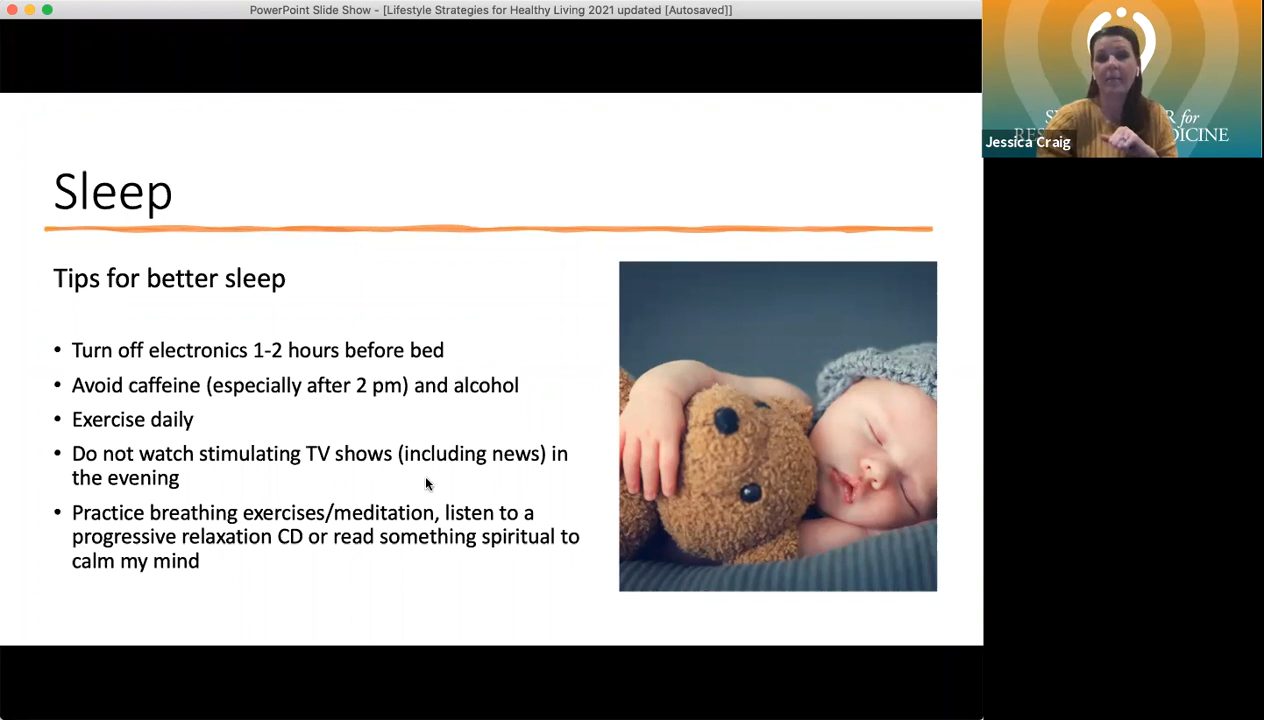 PowerPoint Slide Show - [Lifestyle Strategies for Healthy Living 2021 updated [Autosaved]]
for
DICINE
Jessica Craig
Sleep
Tips for better sleep
• Turn off electronics 1-2 hours before bed
• Avoid caffeine (especially after 2 pm) and alcohol
• Exercise daily
• Do not watch stimulating TV shows (including news) in
the evening
• Practice breathing exercises/meditation, listen to a
progressive relaxation CD or read something spiritual to
calm my mind